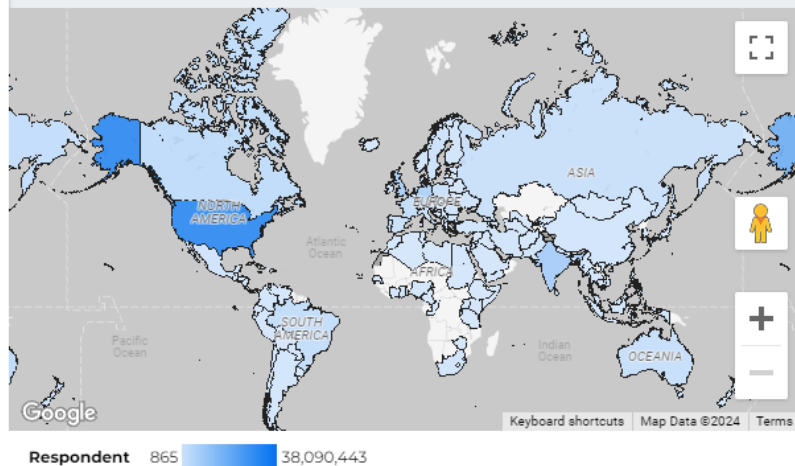 NORTH
AMERICA
EUROPE
ASIA
Atlantic
Ocean
AFRICA
SOUTH
AMERICA
Pacific
Ocean
Indian
Ocean
OCEANIA
Google
Keyboard shortcuts
Map Data ©2024
Terms
Respondent 865 38,090,443